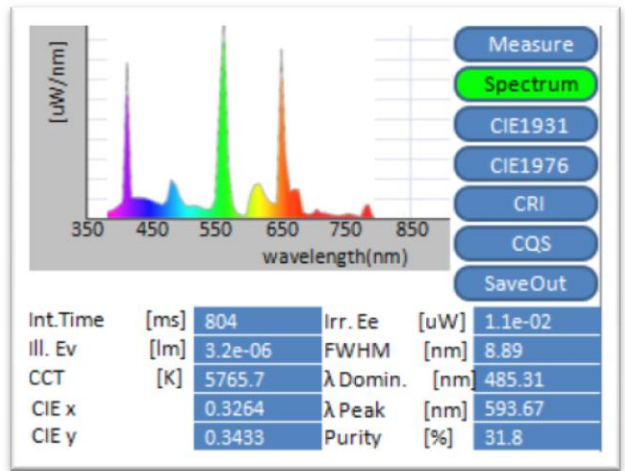 [uW/nm]
350 450 550 650 750 850
wavelength(nm)
Measure
Spectrum
CIE1931
CIE1976
CRI
CQS
SaveOut
Int.Time [ms] 804 Irr. Ee [uW] 1.1e-02
Ill. Ev [lm] 3.2e-06 FWHM [nm] 8.89
CCT [K] 5765.7 λ Domin. [nm] 485.31
CIE x 0.3264 λ Peak [nm] 593.67
CIE y 0.3433 Purity [%] 31.8